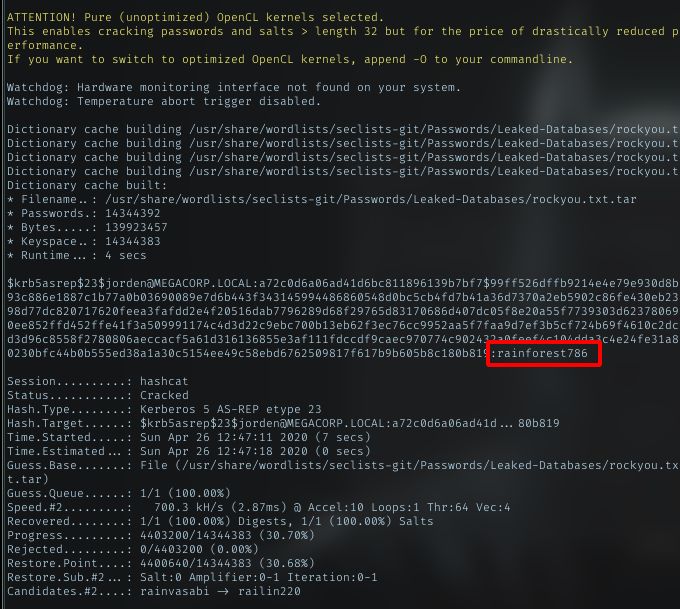 ATTENTION! Pure (unoptimized) OpenCL kernels selected.
This enables cracking passwords and salts > length 32 but for the price of drastically reduced p
erformance.
If you want to switch to optimized OpenCL kernels, append -O to your commandline.
Watchdog: Hardware monitoring interface not found on your system.
Watchdog: Temperature abort trigger disabled.
Dictionary cache building /usr/share/wordlists/seclists-git/Passwords/Leaked-Databases/rockyou.t
Dictionary cache building /usr/share/wordlists/seclists-git/Passwords/Leaked-Databases/rockyou.t
Dictionary cache building /usr/share/wordlists/seclists-git/Passwords/Leaked-Databases/rockyou.t
Dictionary cache building /usr/share/wordlists/seclists-git/Passwords/Leaked-Databases/rockyou.t
Dictionary cache built:
* Filename..: /usr/share/wordlists/seclists-git/Passwords/Leaked-Databases/rockyou.txt.tar
* Passwords.: 14344392
* Bytes.....: 139923457
* Keyspace..: 14344383
* Runtime...: 4 secs
$krb5asrep$23$jorden@MEGACORP.LOCAL:a72c0d6a06ad41d6bc811896139b7bf7$99ff526dffb9214e4e79e930d8b
93c886e1887c1b77a0b03690089e7d6b443f343145994486860548d0bc5cb4fd7b41a36d7370a2eb5902c86fe430eb23
98d77dc820717620feea3fafdd2e4f20516dab7796289d68f29765d83170686d407dc05f8e20a55f7739303d62378069
0ee852ffd452ffe41f3a509991174c4d3d22c9ebc700b13eb62f3ec76cc9952aa5f7faa9d7ef3b5cf724b69f4610c2dc
d3d96c8558f2780806aeccacf5a61d316136855e3af111fdccdf9caec970774c902432a0feef4c104dda3c4e24fe31a8
0230bfc44b0b555ed38a1a30c5154ee49c58ebd6762509817f617b9b605b8c180b819:rainforest786
Session..........: hashcat
Status...........: Cracked
Hash.Type........: Kerberos 5 AS-REP etype 23
Hash.Target......: $krb5asrep$23$jorden@MEGACORP.LOCAL:a72c0d6a06ad41d...80b819
Time.Started.....: Sun Apr 26 12:47:11 2020 (7 secs)
Time.Estimated...: Sun Apr 26 12:47:18 2020 (0 secs)
Guess.Base.......: File (/usr/share/wordlists/seclists-git/Passwords/Leaked-Databases/rockyou.tx
t.tar)
Guess.Queue......: 1/1 (100.00%)
Speed.#2.........:   700.3 kH/s (2.87ms) @ Accel:10 Loops:1 Thr:64 Vec:4
Recovered........: 1/1 (100.00%) Digests, 1/1 (100.00%) Salts
Progress.........: 4403200/14344383 (30.70%)
Rejected.........: 0/4403200 (0.00%)
Restore.Point....: 4400640/14344383 (30.68%)
Restore.Sub.#2...: Salt:0 Amplifier:0-1 Iteration:0-1
Candidates.#2....: rainvasabi -> railin220